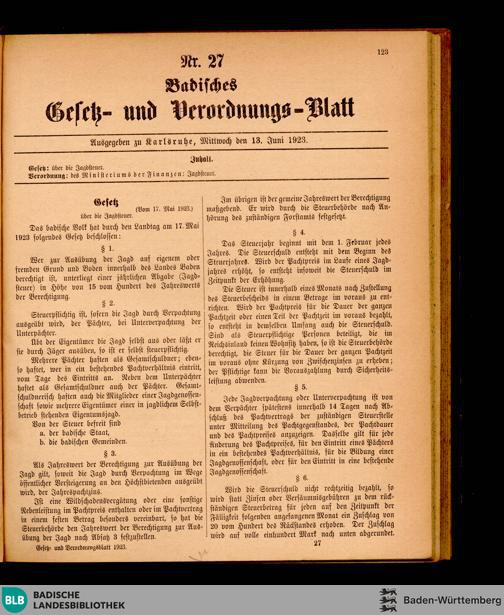 123
Nr. 27
Badisches
Gesetz- und Verordnungs-Blatt
Ausgegeben zu Karlsruhe, Mittwoch den 13. Juni 1923.
Inhalt.
Gesetz: über die Jagdsteuer.
Verordnung: des Ministeriums der Finanzen: Jagdsteuer.
Gesetz
(Vom 17. Mai 1923.)
über die Jagdsteuer.
Das badische Volk hat durch den Landtag am 17. Mai
1923 folgendes Gesetz beschlossen:
§ 1.
Wer zur Ausübung der Jagd auf eigenem oder
fremden Grund und Boden innerhalb des Landes Baden
berechtigt ist, unterliegt einer jährlichen Abgabe (Jagd-
steuer) in Höhe von 15 vom Hundert des Jahreswerts
der Berechtigung.
§ 2.
Steuerpflichtig ist, sofern die Jagd durch Verpachtung
ausgeübt wird, der Pächter, bei Unterverpachtung der
Unterpächter.
Übt der Eigentümer die Jagd selbst aus oder läßt er
sie durch Jäger ausüben, so ist er selbst steuerpflichtig.
Mehrere Pächter haften als Gesamtschuldner; eben-
so haftet, wer in ein bestehendes Pachtverhältnis eintritt,
vom Tage des Eintritts an. Neben dem Unterpächter
haftet als Gesamtschuldner auch der Pächter. Gesamt-
schuldnerisch haften auch die Mitglieder einer Jagdgenossen-
schaft sowie mehrere Eigentümer einer in jagdlichem Selbst-
betrieb stehenden Eigentumsjagd.
Von der Steuer befreit sind
a. der badische Staat,
b. die badischen Gemeinden.
§ 3.
Als Jahreswert der Berechtigung zur Ausübung der
Jagd gilt, soweit die Jagd durch Verpachtung im Wege
öffentlicher Versteigerung an den Höchstbietenden ausgeübt
wird, der Jahrespachtzins.
Ist eine Wildschadensvergütung oder eine sonstige
Nebenleistung im Pachtpreis enthalten oder im Pachtvertrag
in einem festen Betrag besonders vereinbart, so hat die
Steuerbehörde den Jahreswert der Berechtigung zur Aus-
übung der Jagd nach Absatz 3 festzustellen.
Gesetz- und Verordnungsblatt 1923.
Im übrigen ist der gemeine Jahreswert der Berechtigung
maßgebend. Er wird durch die Steuerbehörde nach An-
hörung des zuständigen Forstamts festgesetzt.
§ 4.
Das Steuerjahr beginnt mit dem 1. Februar jedes
Jahres. Die Steuerschuld entsteht mit dem Beginn des
Steuerjahres. Wird der Pachtpreis im Laufe eines Jagd-
jahres erhöht, so entsteht insoweit die Steuerschuld im
Zeitpunkt der Erhöhung.
Die Steuer ist innerhalb eines Monats nach Zustellung
des Steuerbescheids in einem Betrage im voraus zu ent-
richten. Wird der Pachtpreis für die Dauer der ganzen
Pachtzeit oder einen Teil der Pachtzeit im voraus bezahlt,
so entsteht in demselben Umfang auch die Steuerschuld.
Sind als Steuerpflichtige Personen beteiligt, die im
Reichsinland keinen Wohnsitz haben, so ist die Steuerbehörde
berechtigt, die Steuer für die Dauer der ganzen Jagdzeit
im voraus ohne Kürzung von Zwischenzinsen zu erheben;
der Pflichtige kann die Vorauszahlung durch Sicherheits-
leistung abwenden.
§ 5.
Jede Jagdverpachtung oder Unterpachtung ist von
dem Verpächter spätestens innerhalb 14 Tagen nach Ab-
schluß des Pachtvertrags der zuständigen Steuerstelle
unter Mitteilung des Pachtgegenstandes, der Pachtdauer
und des Pachtpreises anzuzeigen. Dasselbe gilt für jede
Änderung des Pachtpreises, für den Eintritt eines Pächters
in ein bestehendes Pachtverhältnis, für die Bildung einer
Jagdgenossenschaft, oder für den Eintritt in eine bestehende
Jagdgenossenschaft.
§ 6.
Wird die Steuerschuld nicht rechtzeitig bezahlt, so
wird statt Zinsen oder Versäumnisgebühren zu dem rück-
ständigen Steuerbetrag für jeden auf den Zeitpunkt der
Fälligkeit folgenden angefangenen Monat ein Zuschlag von
20 vom Hundert des Rückstandes erhoben. Der Zuschlag
wird auf volle einhundert Mark nach unten abgerundet.
27
BLB BADISCHE
LANDESBIBLIOTHEK
Baden-Württemberg